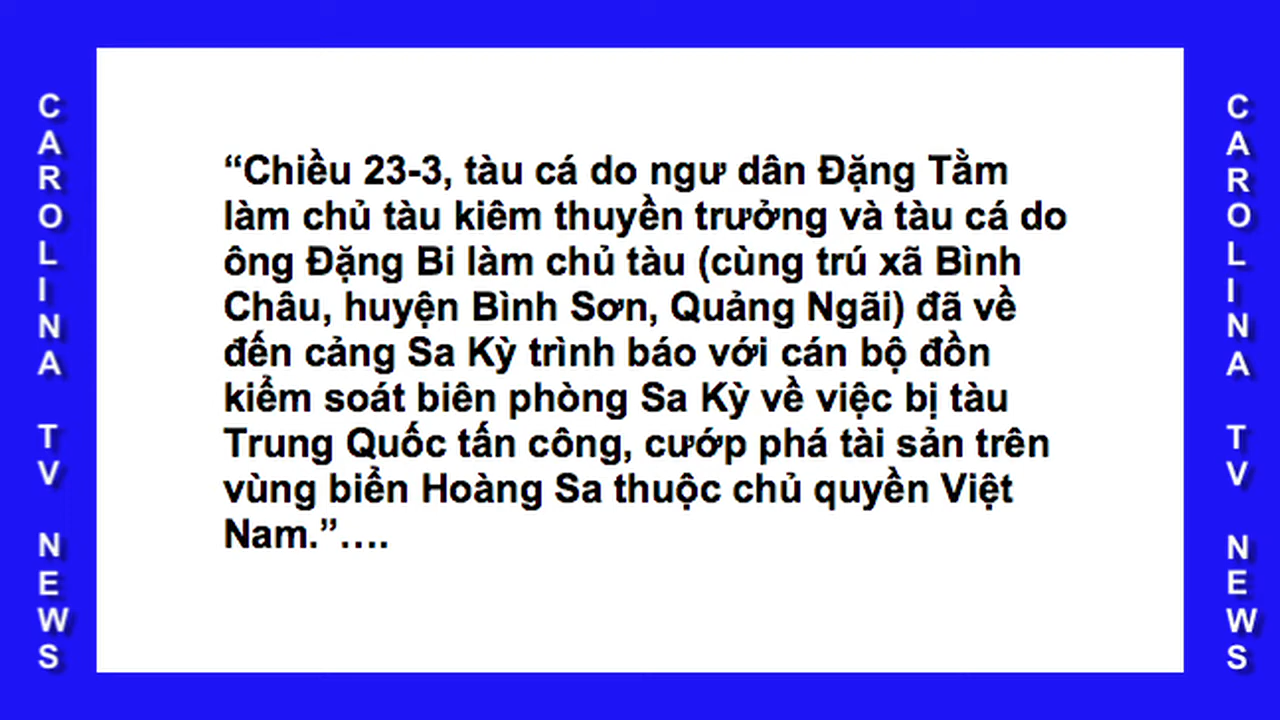 CAROLINA TV NEWS
“Chiều 23-3, tàu cá do ngư dân Đặng Tằm
làm chủ tàu kiêm thuyền trưởng và tàu cá do
ông Đặng Bi làm chủ tàu (cùng trú xã Bình
Châu, huyện Bình Sơn, Quảng Ngãi) đã về
đến cảng Sa Kỳ trình báo với cán bộ đồn
kiểm soát biên phòng Sa Kỳ về việc bị tàu
Trung Quốc tấn công, cướp phá tài sản trên
vùng biển Hoàng Sa thuộc chủ quyền Việt
Nam.”….
CAROLINA TV NEWS